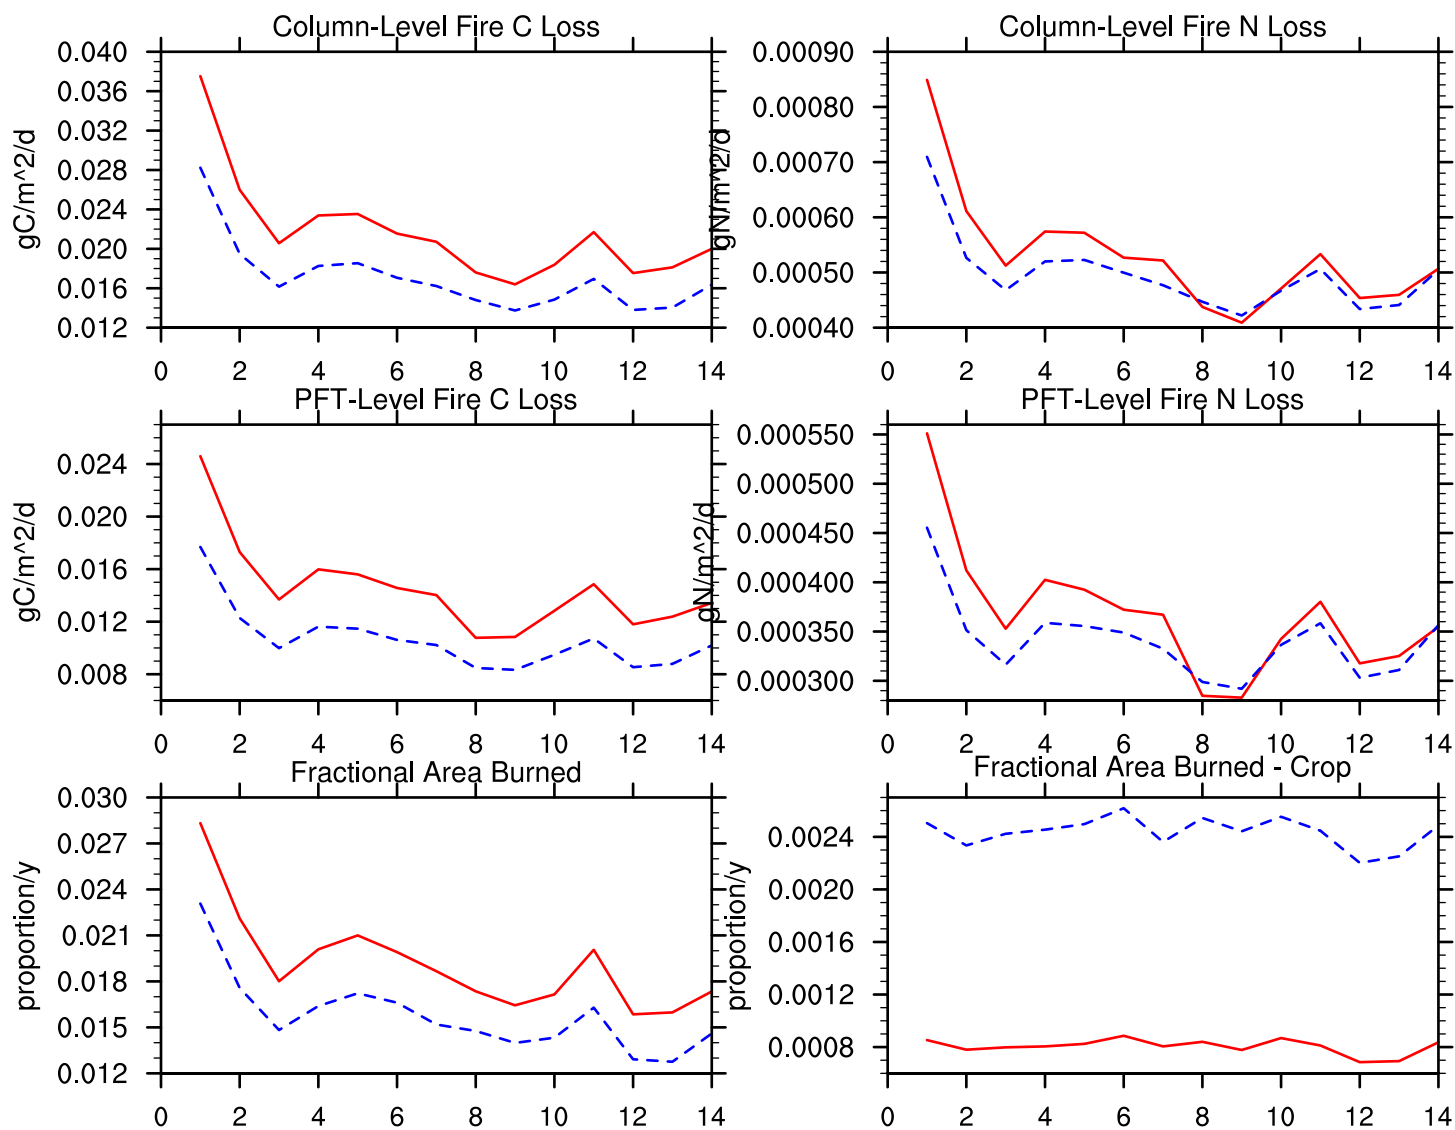 Column-Level Fire C Loss
gC/m^2/d
0.040
0.036
0.032
0.028
0.024
0.020
0.016
0.012
0 2 4 6 8 10 12 14
Column-Level Fire N Loss
gN/m^2/d
0.00090
0.00080
0.00070
0.00060
0.00050
0.00040
0 2 4 6 8 10 12 14
PFT-Level Fire C Loss
gC/m^2/d
0.024
0.020
0.016
0.012
0.008
0 2 4 6 8 10 12 14
PFT-Level Fire N Loss
gN/m^2/d
0.000550
0.000500
0.000450
0.000400
0.000350
0.000300
0 2 4 6 8 10 12 14
Fractional Area Burned
proportion/y
0.030
0.027
0.024
0.021
0.018
0.015
0.012
0 2 4 6 8 10 12 14
Fractional Area Burned - Crop
proportion/y
0.0024
0.0020
0.0016
0.0012
0.0008
0 2 4 6 8 10 12 14